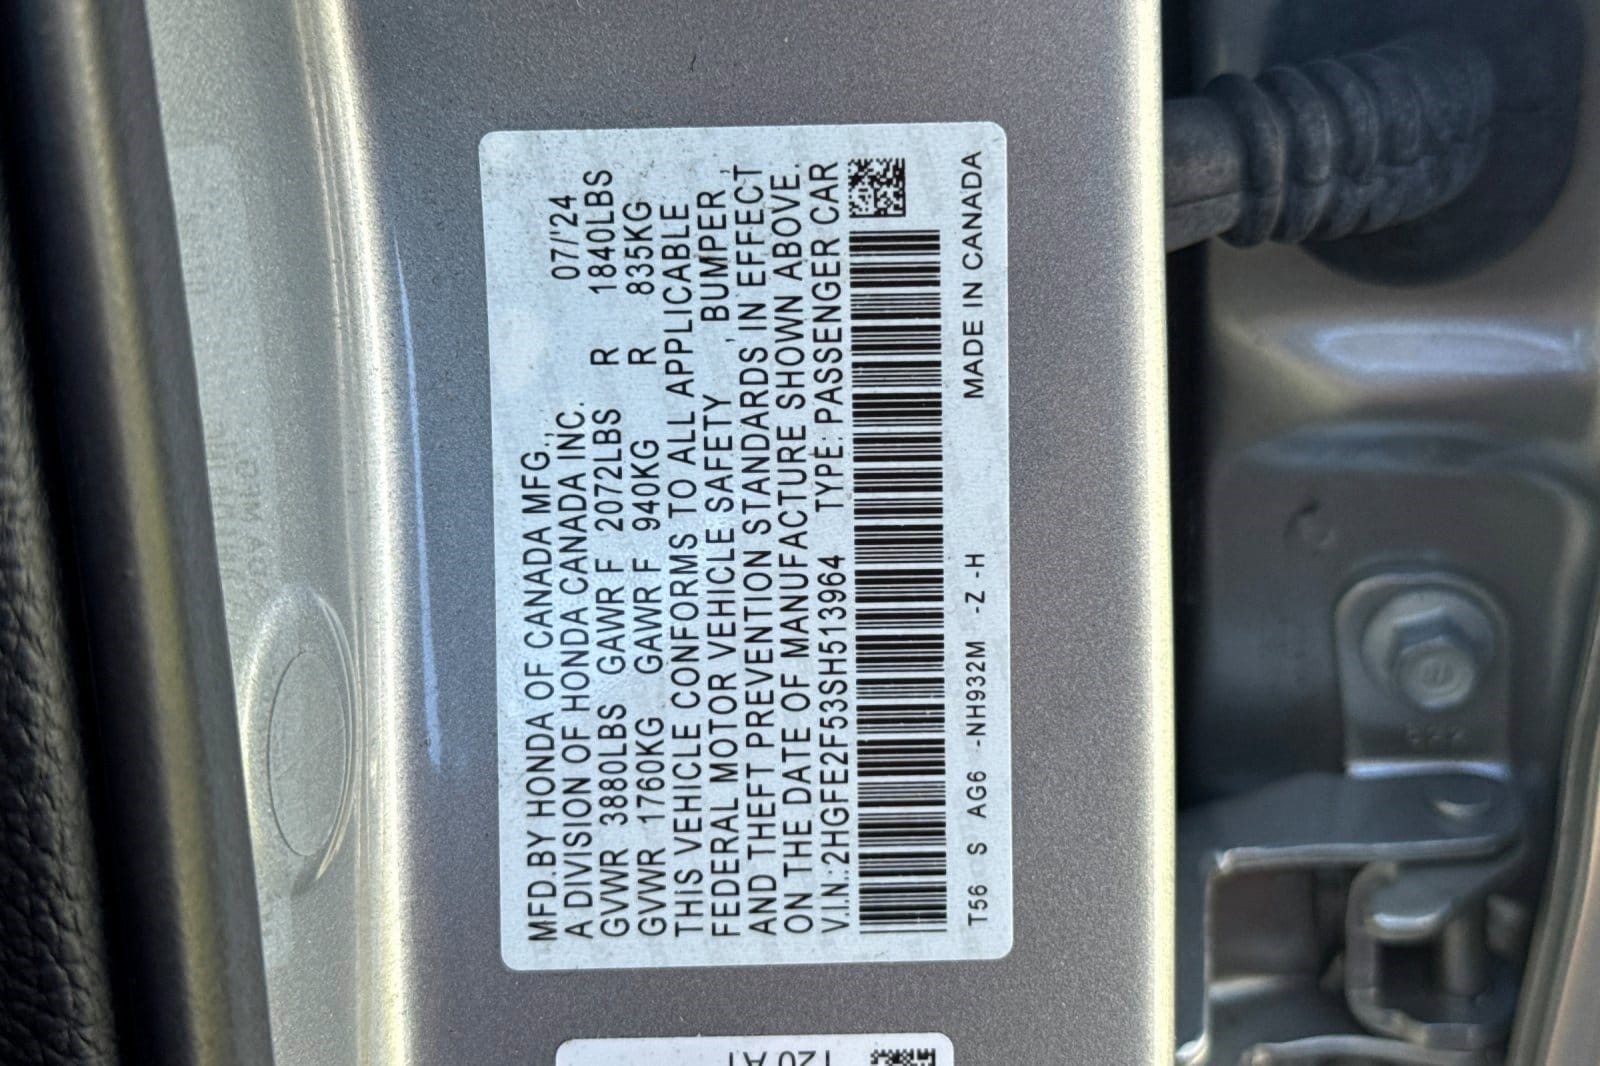 MFD.BY HONDA OF CANADA MFG.,
A DIVISION OF HONDA CANADA INC. 07/'24
GVWR 3880LBS GAWR F 2072LBS R 1840LBS
GVWR 1760KG GAWR F 940KG R 835KG
THIS VEHICLE CONFORMS TO ALL APPLICABLE
FEDERAL MOTOR VEHICLE SAFETY , BUMPER ,
AND THEFT PREVENTION STANDARDS IN EFFECT
ON THE DATE OF MANUFACTURE SHOWN ABOVE.
V.I.N.:2HGFE2F53SH513964 TYPE: PASSENGER CAR
T56 S AG6 -NH932M -Z -H MADE IN CANADA